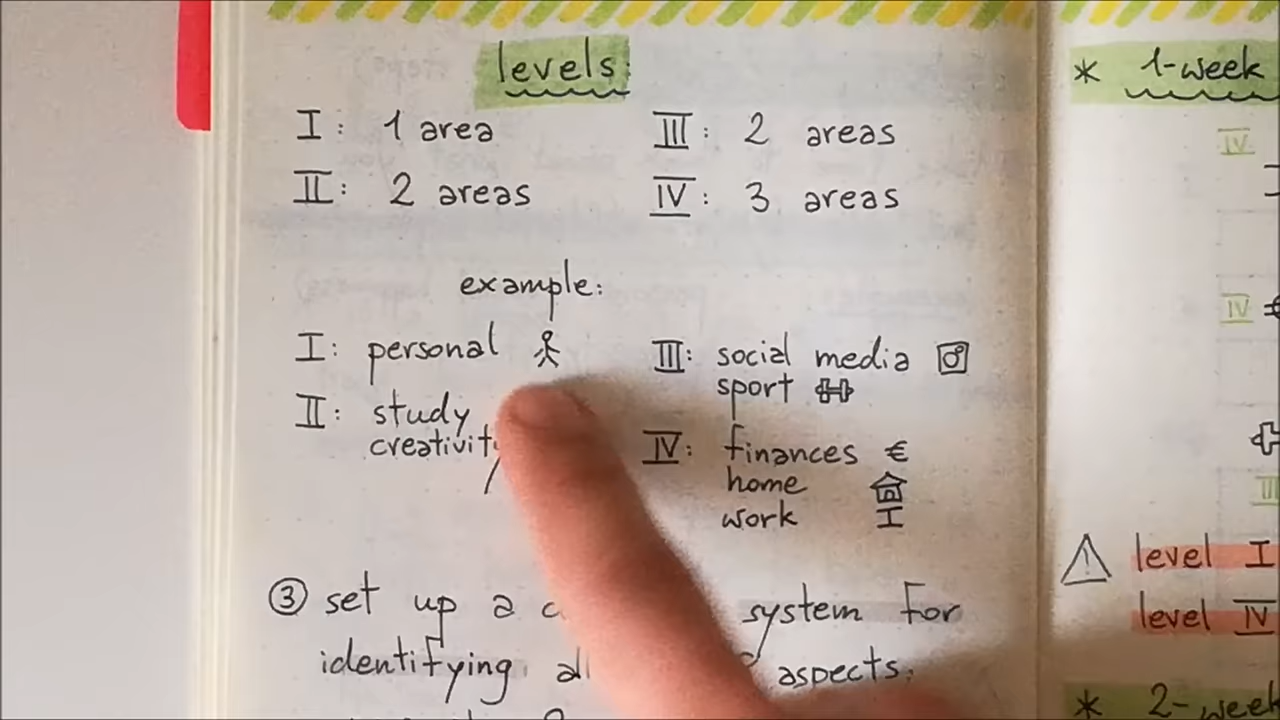 levels:
I: 1 area
II: 2 areas
III: 2 areas
IV: 3 areas
example:
I: personal
II: study
III: social media
sport
IV: finances €
home
work
③ set up a system for
identifying aspects,
* 1-week
IV
IV
III
level I
level IV
* 2-week